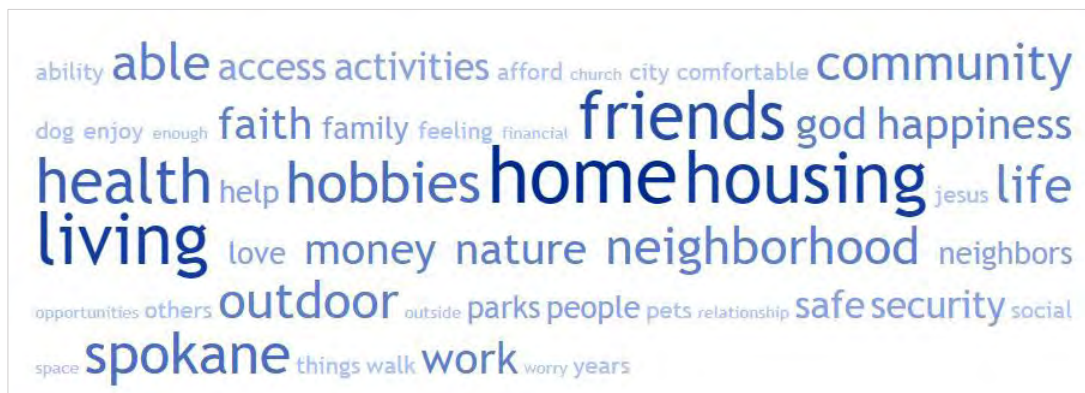 ability able access activities afford church city comfortable community
dog enjoy enough faith family feeling financial friends god happiness
health help hobbies home housing jesus life
living love money nature neighborhood neighbors
opportunities others outdoor outside parks people pets relationship safe security social
space spokane things walk work worry years